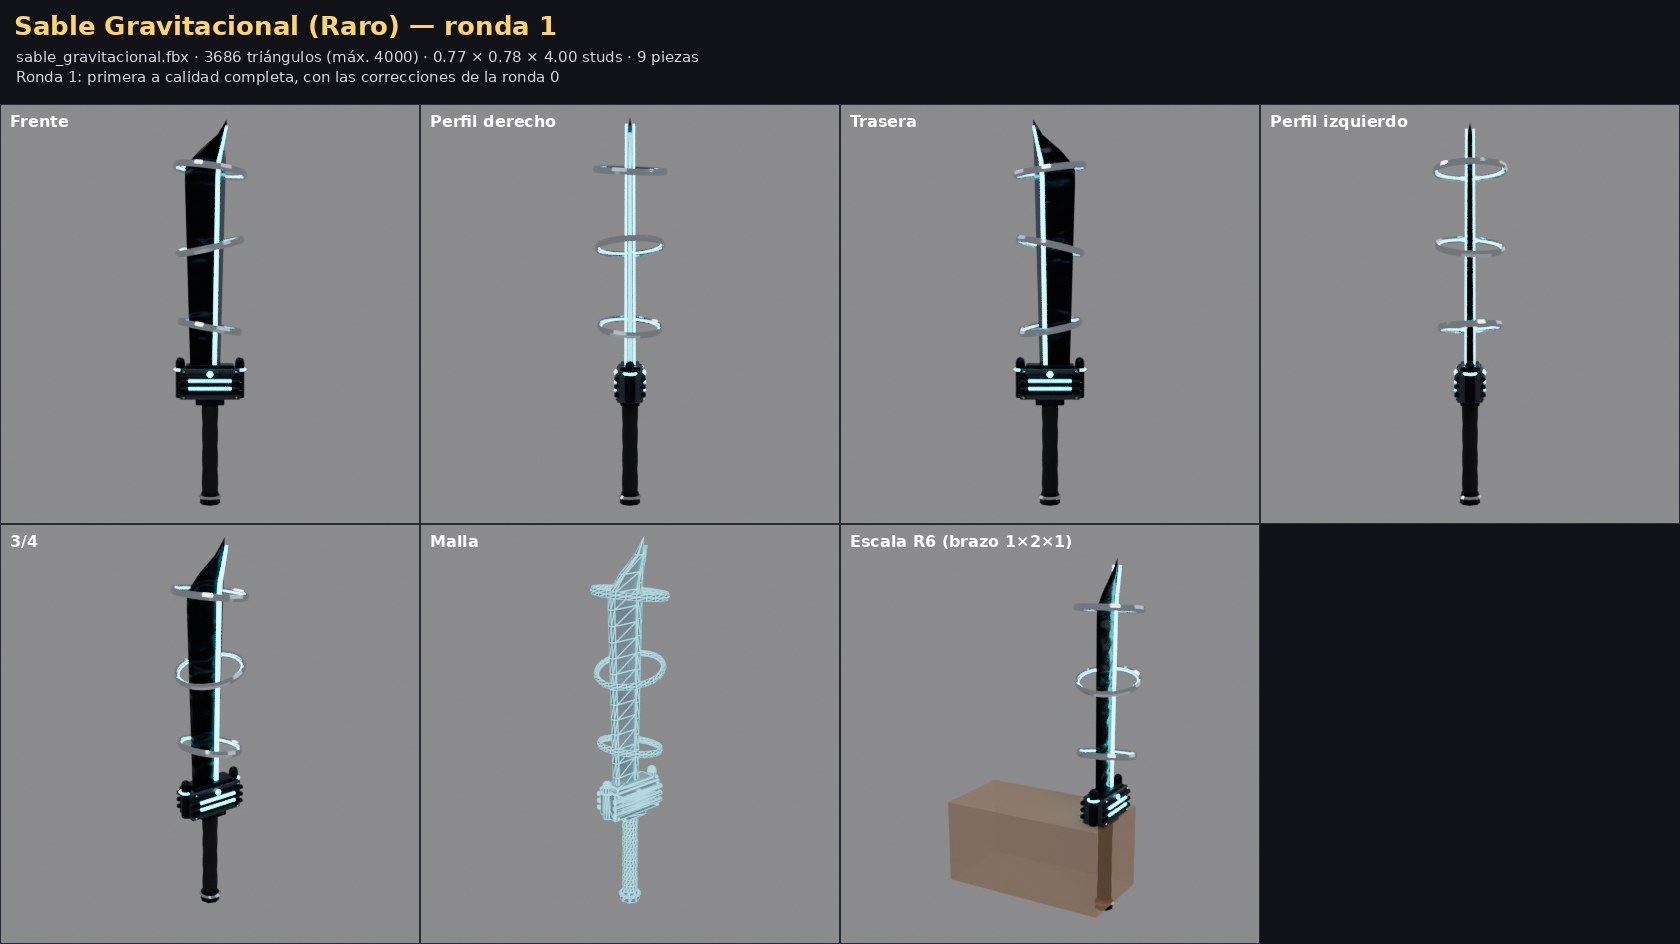 Sable Gravitacional (Raro) — ronda 1
sable_gravitacional.fbx · 3686 triángulos (máx. 4000) · 0.77 × 0.78 × 4.00 studs · 9 piezas
Ronda 1: primera a calidad completa, con las correcciones de la ronda 0
Frente
Perfil derecho
Trasera
Perfil izquierdo
3/4
Malla
Escala R6 (brazo 1×2×1)